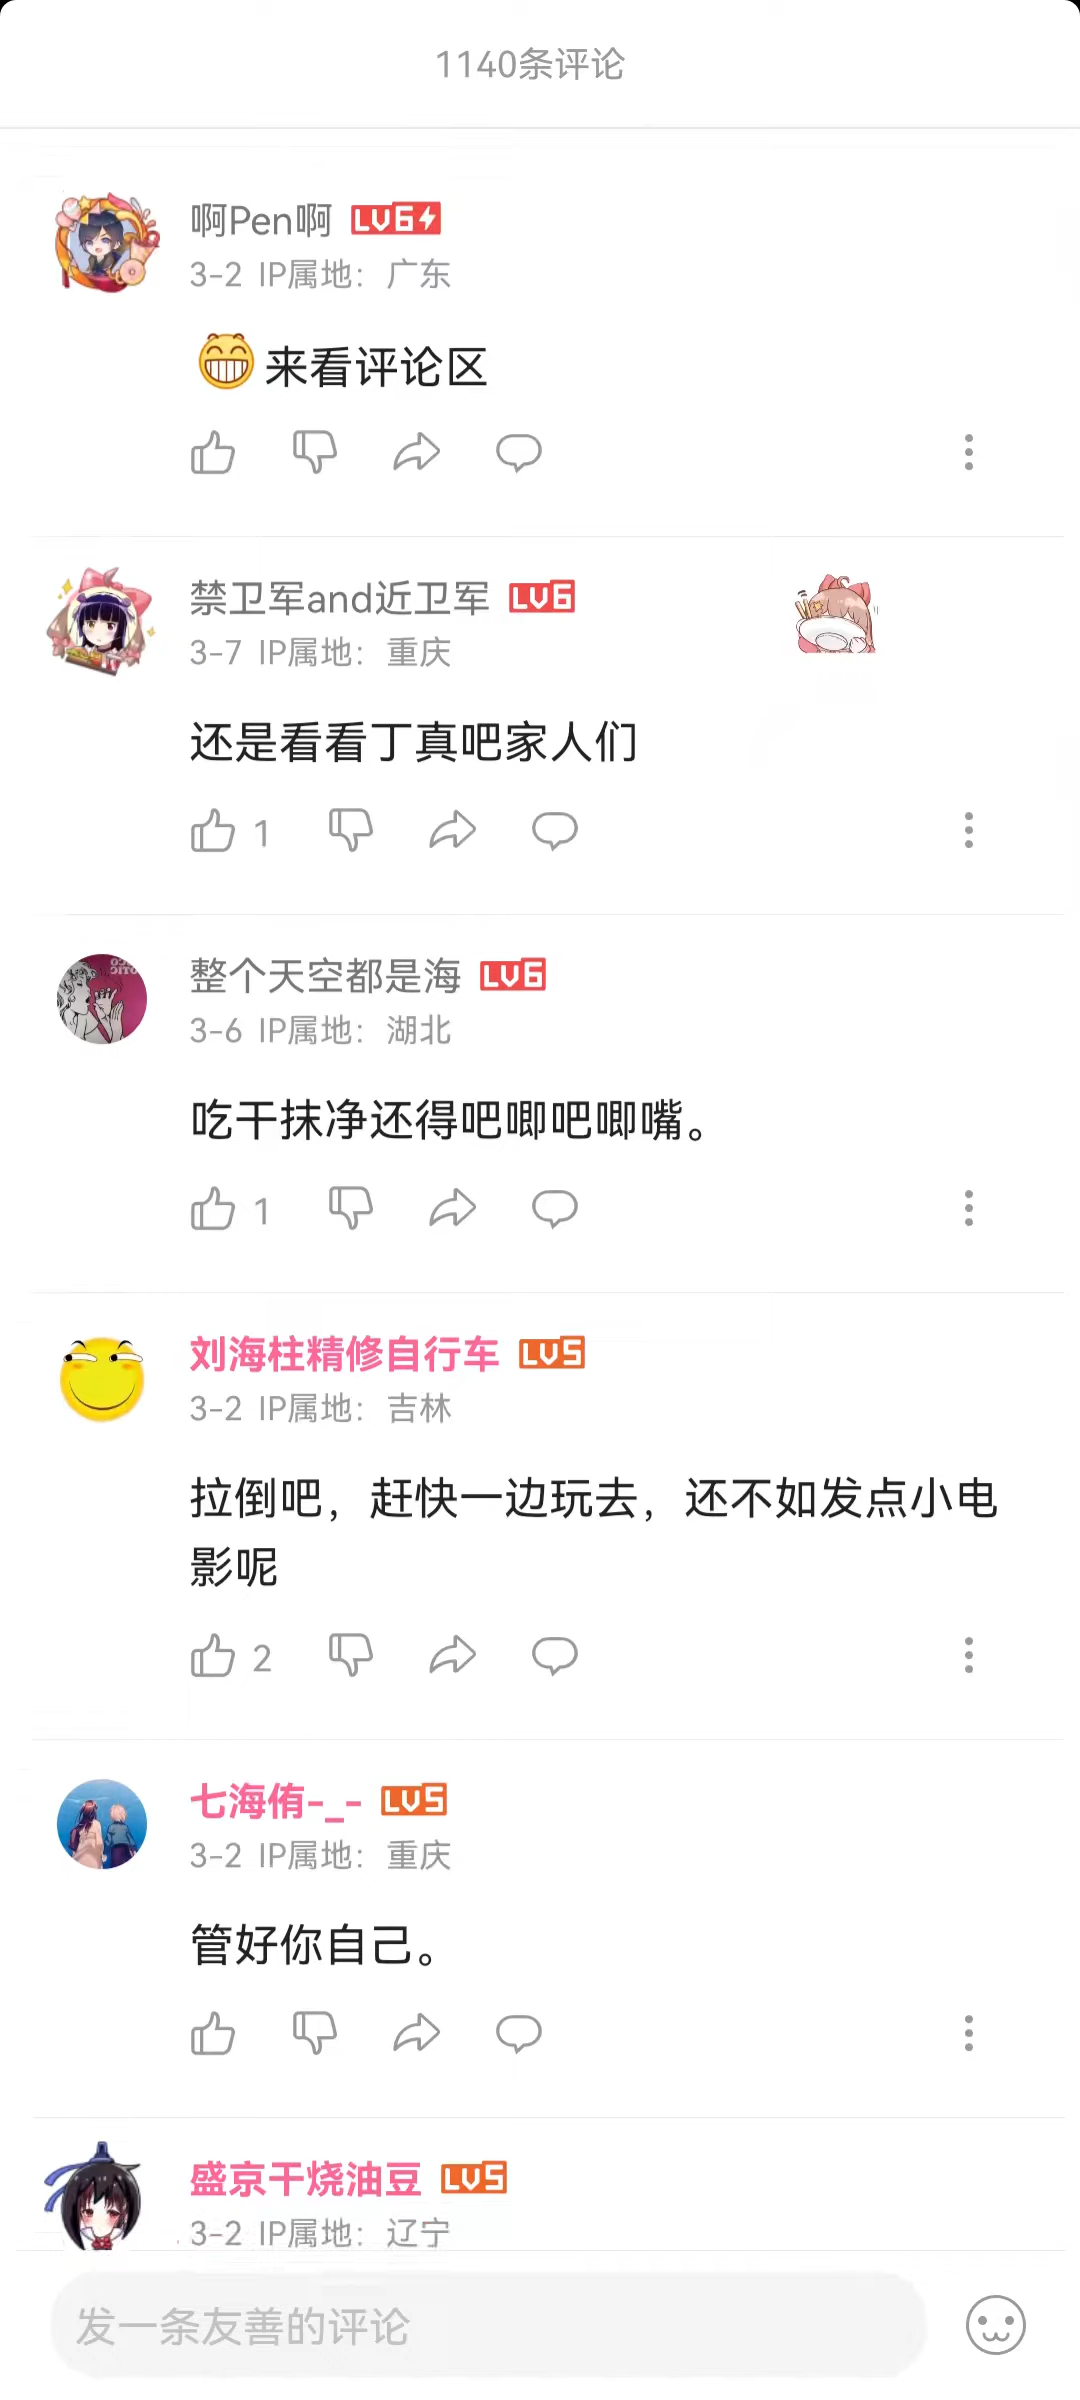 1140条评论
啊Pen啊 LV6
3-2 IP属地：广东
来看评论区
禁卫军and近卫军 LV6
3-7 IP属地：重庆
还是看看丁真吧家人们
1
整个天空都是海 LV6
3-6 IP属地：湖北
吃干抹净还得吧唧吧唧嘴。
1
刘海柱精修自行车 LV5
3-2 IP属地：吉林
拉倒吧，赶快一边玩去，还不如发点小电
影呢
2
七海侑-_- LV5
3-2 IP属地：重庆
管好你自己。
盛京干烧油豆 LV5
3-2 IP属地：辽宁
发一条友善的评论